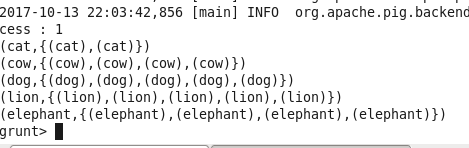 2017-10-13 22:03:42,856 [main] INFO  org.apache.pig.backend
cess : 1
(cat,{(cat),(cat)})
(cow,{(cow),(cow),(cow),(cow)})
(dog,{(dog),(dog),(dog),(dog),(dog)})
(lion,{(lion),(lion),(lion),(lion),(lion)})
(elephant,{(elephant),(elephant),(elephant),(elephant)})
grunt>